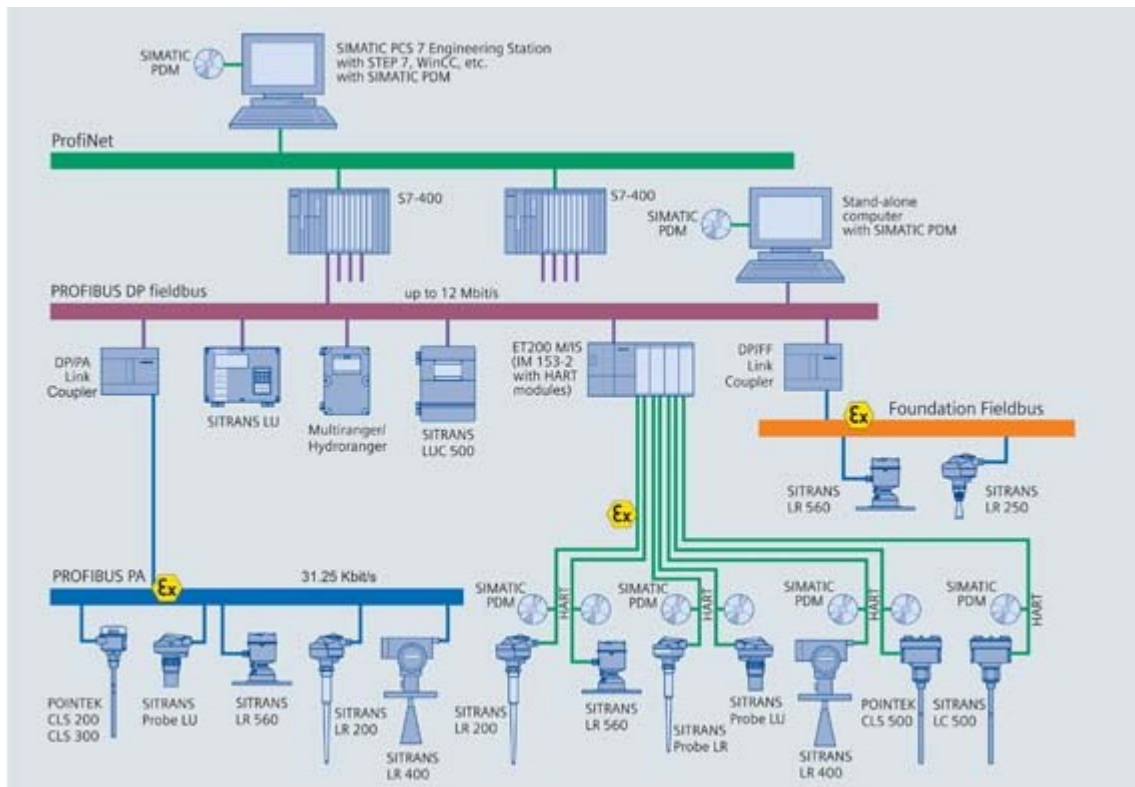 SIMATIC
PDM
SIMATIC PCS 7 Engineering Station
with STEP 7, WinCC, etc.
with SIMATIC PDM
ProfiNet
S7-400
S7-400
SIMATIC
PDM
Stand-alone
computer
with SIMATIC PDM
PROFIBUS DP fieldbus
up to 12 Mbit/s
DP/PA
Link
Coupler
SITRANS LU
Multiranger/
Hydroranger
SITRANS
LUC 500
ET200 M/IS
(IM 153-2
with HART
modules)
DP/FF
Link
Coupler
Ex
Foundation Fieldbus
SITRANS
LR 560
SITRANS
LR 250
Ex
PROFIBUS PA
Ex
31.25 Kbit/s
SIMATIC
PDM
HART
SIMATIC
PDM
HART
SIMATIC
PDM
HART
SIMATIC
PDM
HART
POINTEK
CLS 200
CLS 300
SITRANS
Probe LU
SITRANS
LR 560
SITRANS
LR 200
SITRANS
LR 400
SITRANS
LR 200
SITRANS
LR 560
SITRANS
Probe LR
SITRANS
Probe LU
SITRANS
LR 400
POINTEK
CLS 500
SITRANS
LC 500